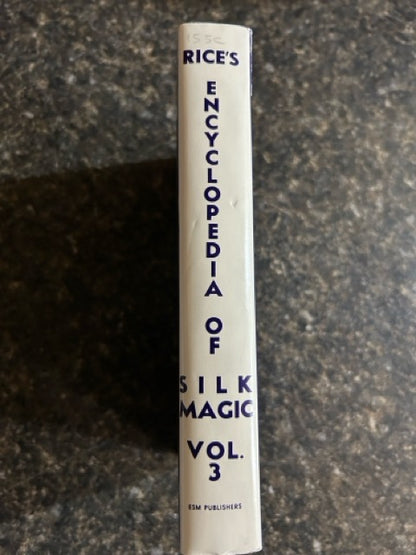 RICE'S
ENCYCLOPEDIA
OF
SILK
MAGIC
VOL.
3
ESM PUBLISHERS